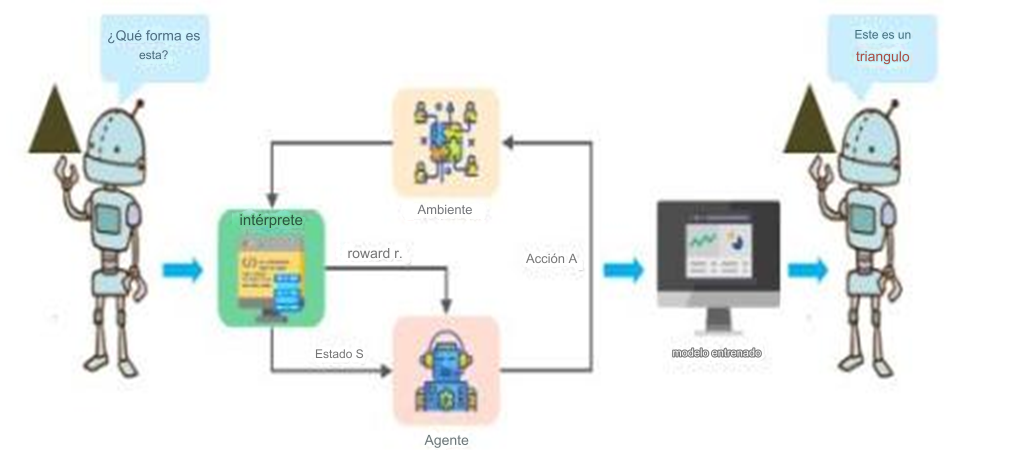 ¿Qué forma es
esta?
Este es un
triangulo
Ambiente
intérprete
roward r.
Acción A
Estado S
modelo entrenado
Agente